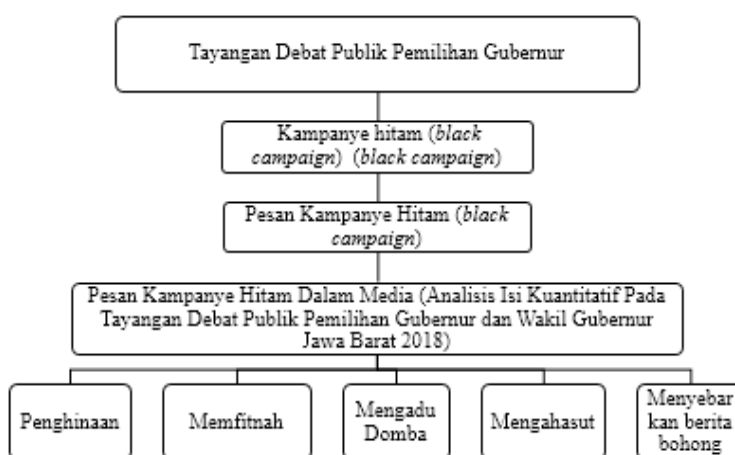 Tayangan Debat Publik Pemilihan Gubernur
Kampanye hitam (black
campaign)  (black campaign)
Pesan Kampanye Hitam (black
campaign)
Pesan Kampanye Hitam Dalam Media (Analisis Isi Kuantitatif Pada
Tayangan Debat Publik Pemilihan Gubernur dan Wakil Gubernur
Jawa Barat 2018)
Penghinaan
Memfitnah
Mengadu
Domba
Mengahasut
Menyebar
kan berita
bohong